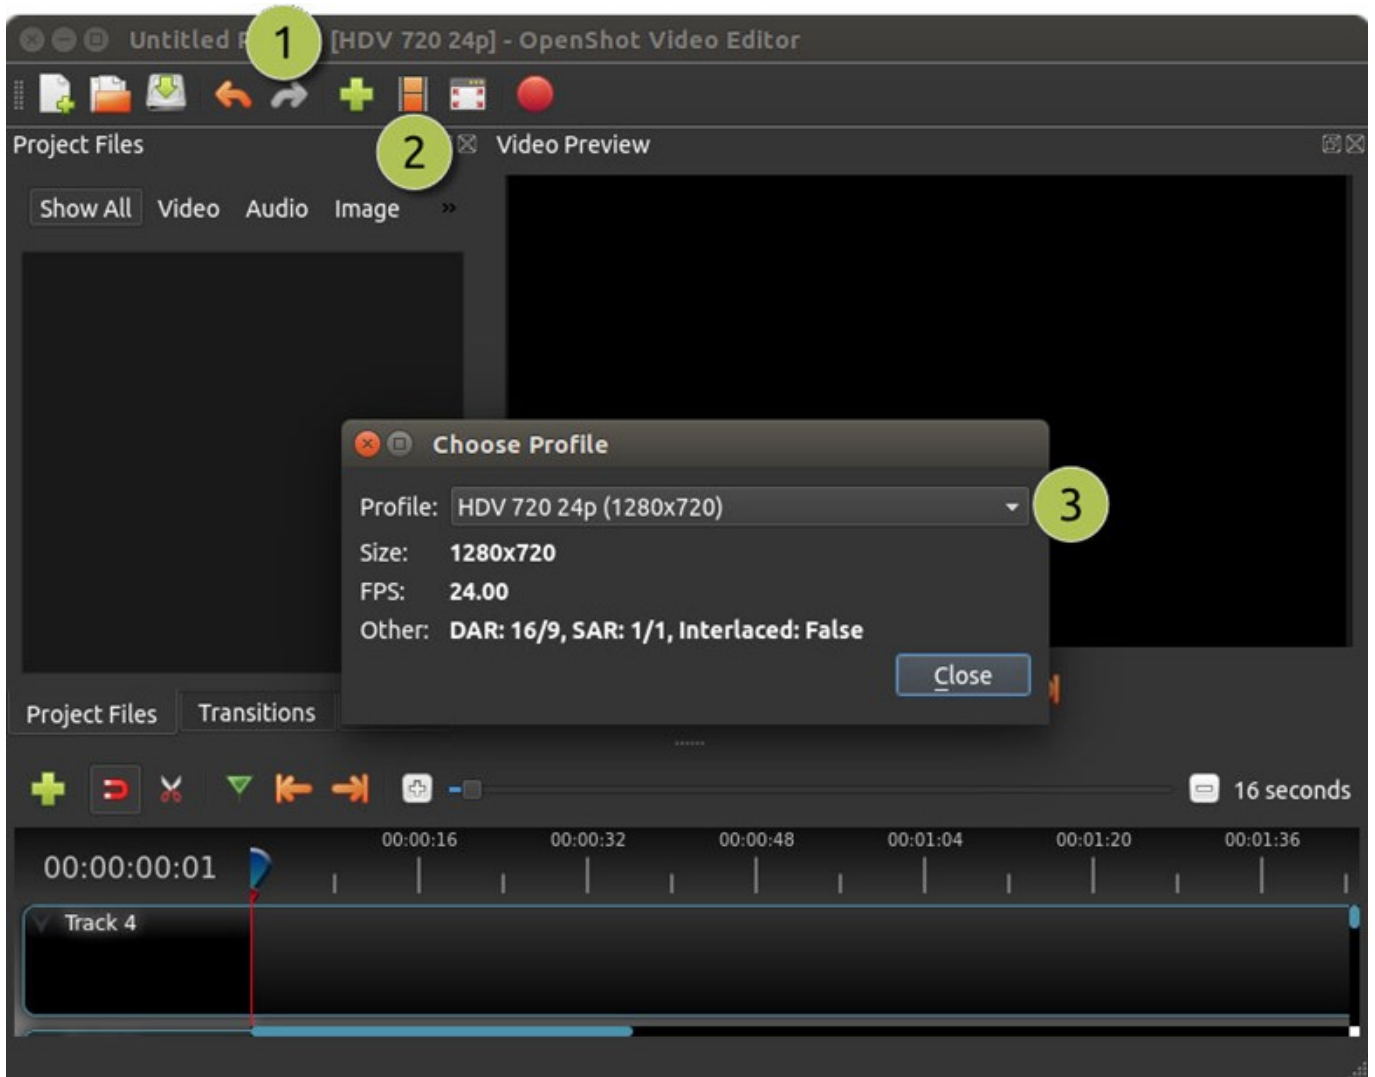 1
Untitled P [HDV 720 24p] - OpenShot Video Editor
Project Files
2
Video Preview
Show All Video Audio Image »
Choose Profile
Profile: HDV 720 24p (1280x720)
3
Size: 1280x720
FPS: 24.00
Other: DAR: 16/9, SAR: 1/1, Interlaced: False
Close
Project Files Transitions
16 seconds
00:00:16 00:00:32 00:00:48 00:01:04 00:01:20 00:01:36
00:00:00:01
Track 4